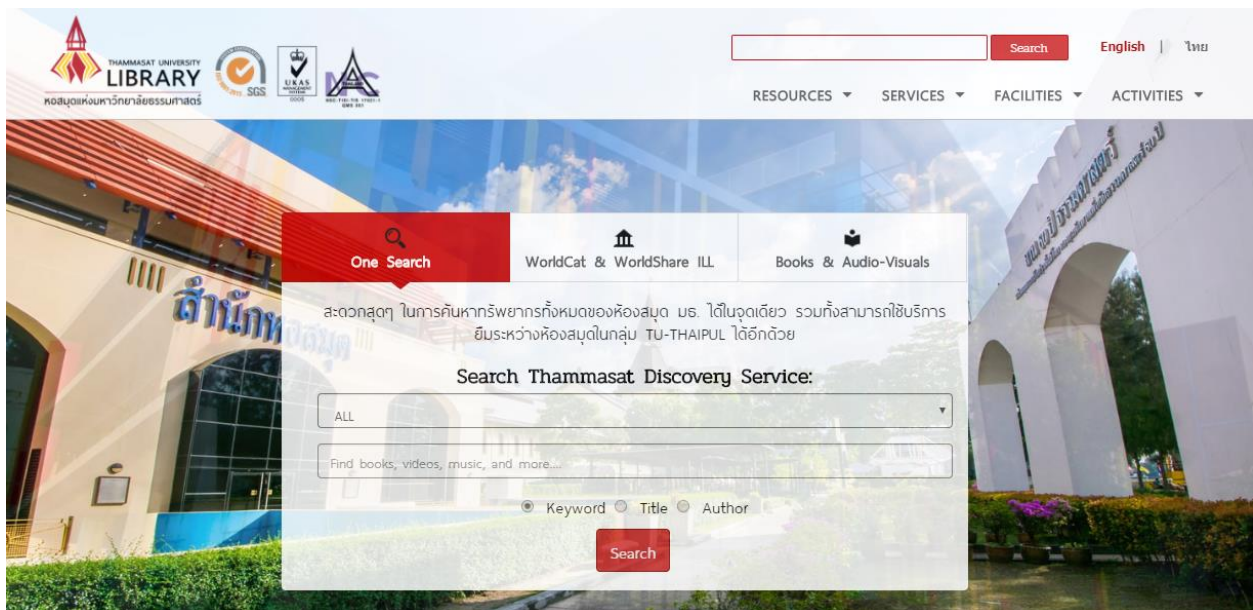 THAMMASAT UNIVERSITY
LIBRARY
หอสมุดแห่งมหาวิทยาลัยธรรมศาสตร์
SGS
UKAS
MANAGEMENT
SYSTEMS
Search
English | ไทย
RESOURCES
SERVICES
FACILITIES
ACTIVITIES
สำนักหอสมุด
One Search
WorldCat & WorldShare ILL
Books & Audio-Visuals
สะดวกสุดๆ ในการค้นหาทรัพยากรทั้งหมดของห้องสมุด มธ. ได้ในจุดเดียว รวมทั้งสามารถใช้บริการ
ยืมระหว่างห้องสมุดในกลุ่ม TU-THAIPUL ได้อีกด้วย
Search Thammasat Discovery Service:
ALL
Find books, videos, music, and more....
Keyword Title Author
Search